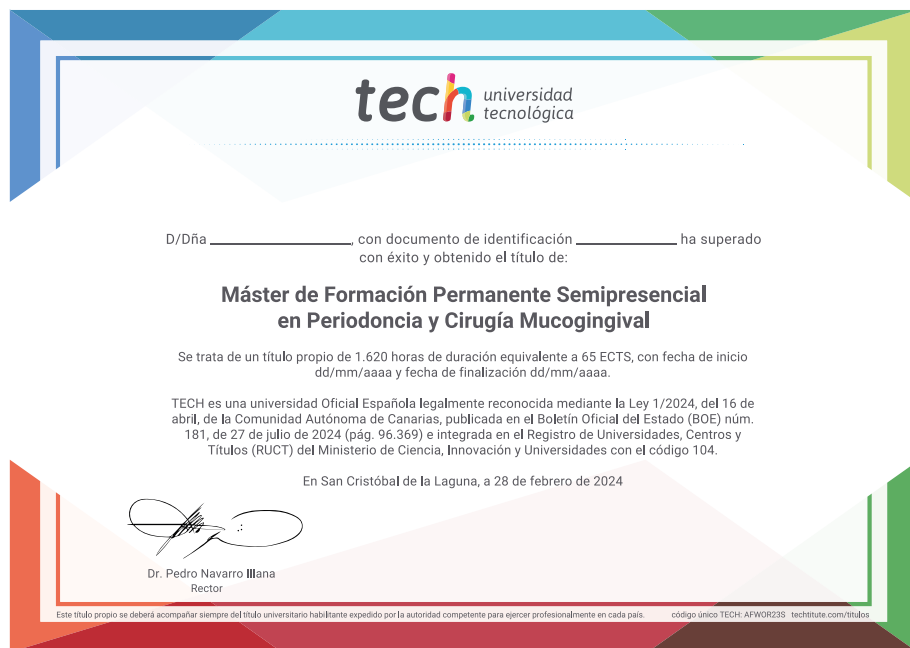 tech universidad
tecnológica
D/Dña ________________, con documento de identificación ____________ ha superado
con éxito y obtenido el título de:
Máster de Formación Permanente Semipresencial
en Periodoncia y Cirugía Mucogingival
Se trata de un título propio de 1.620 horas de duración equivalente a 65 ECTS, con fecha de inicio
dd/mm/aaaa y fecha de finalización dd/mm/aaaa.
TECH es una universidad Oficial Española legalmente reconocida mediante la Ley 1/2024, del 16 de
abril, de la Comunidad Autónoma de Canarias, publicada en el Boletín Oficial del Estado (BOE) núm.
181, de 27 de julio de 2024 (pág. 96.369) e integrada en el Registro de Universidades, Centros y
Títulos (RUCT) del Ministerio de Ciencia, Innovación y Universidades con el código 104.
En San Cristóbal de la Laguna, a 28 de febrero de 2024
Dr. Pedro Navarro Illana
Rector
Este título propio se deberá acompañar siempre del título universitario habilitante expedido por la autoridad competente para ejercer profesionalmente en cada país. código único TECH: AFWOR23S techtitute.com/titulos